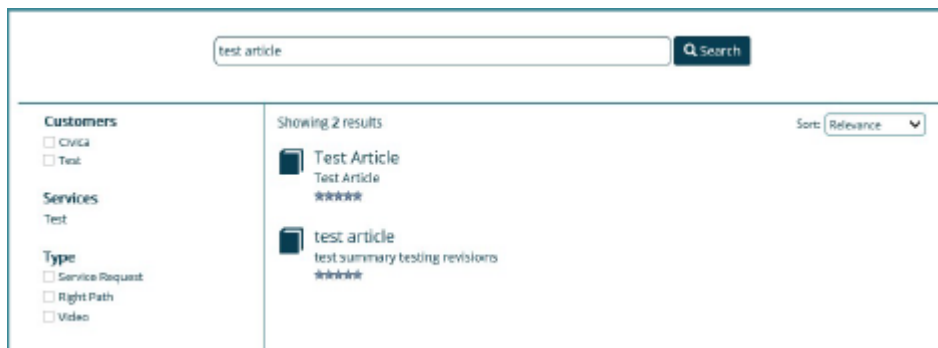 test article
Search
Customers
Civica
Test
Services
Test
Type
Service Request
Right Path
Video
Showing 2 results
Sort: Relevance
Test Article
Test Article
test article
test summary testing revisions